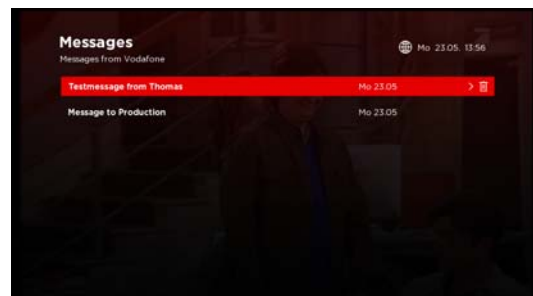 Messages
Mo 23.05. 13:56
Messages from Vodafone
Testmessage from Thomas Mo 23.05
Message to Production Mo 23.05